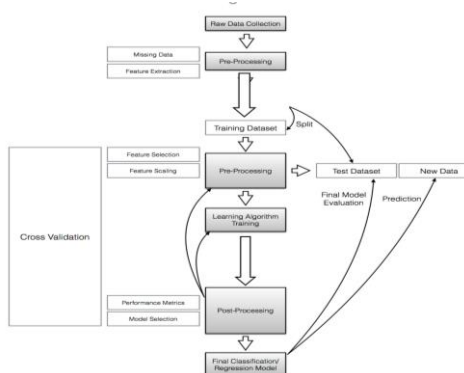 Raw Data Collection
Missing Data
Feature Extraction
Pre-Processing
Training Dataset
Split
Feature Selection
Feature Scaling
Pre-Processing
Test Dataset
New Data
Final Model
Evaluation
Prediction
Learning Algorithm
Training
Cross Validation
Performance Metrics
Model Selection
Post-Processing
Final Classification/
Regression Model